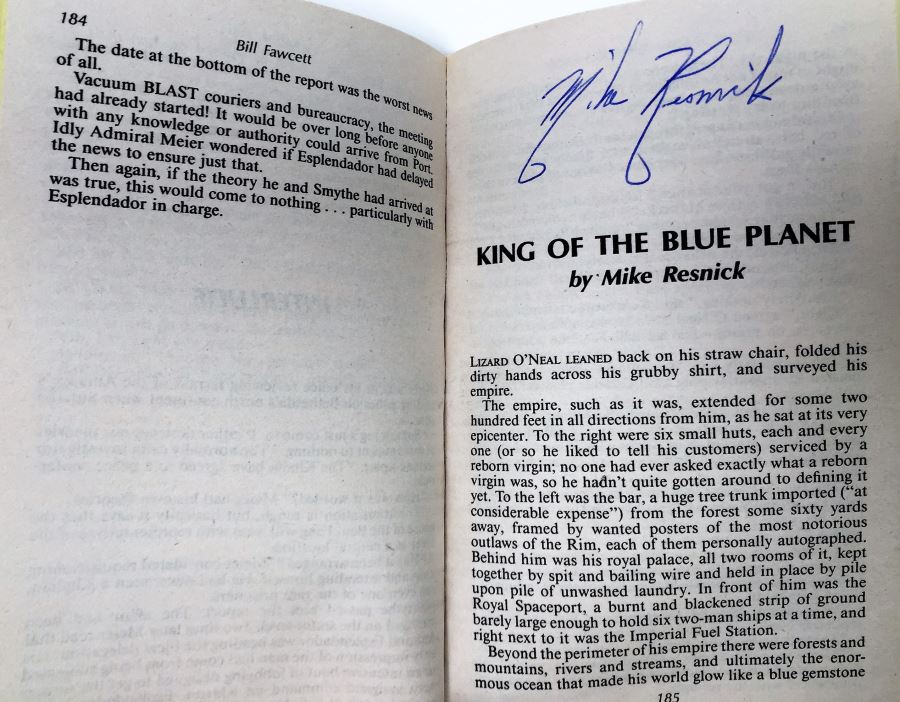 184
Bill Fawcett
The date at the bottom of the report was the worst news
of all.
Vacuum BLAST couriers and bureaucracy, the meeting
had already started! It would be over long before anyone
with any knowledge or authority could arrive from Port.
Idly Admiral Meier wondered if Esplendador had delayed
the news to ensure just that.
Then again, if the theory he and Smythe had arrived at
was true, this would come to nothing . . . particularly with
Esplendador in charge.
Mike Resnick
KING OF THE BLUE PLANET
by Mike Resnick
LIZARD O'NEAL LEANED back on his straw chair, folded his
dirty hands across his grubby shirt, and surveyed his
empire.
The empire, such as it was, extended for some two
hundred feet in all directions from him, as he sat at its very
epicenter. To the right were six small huts, each and every
one (or so he liked to tell his customers) serviced by a
reborn virgin; no one had ever asked exactly what a reborn
virgin was, so he hadn't quite gotten around to defining it
yet. To the left was the bar, a huge tree trunk imported ("at
considerable expense") from the forest some sixty yards
away, framed by wanted posters of the most notorious
outlaws of the Rim, each of them personally autographed.
Behind him was his royal palace, all two rooms of it, kept
together by spit and bailing wire and held in place by pile
upon pile of unwashed laundry. In front of him was the
Royal Spaceport, a burnt and blackened strip of ground
barely large enough to hold six two-man ships at a time, and
right next to it was the Imperial Fuel Station.
Beyond the perimeter of his empire there were forests and
mountains, rivers and streams, and ultimately the enor-
mous ocean that made his world glow like a blue gemstone
185